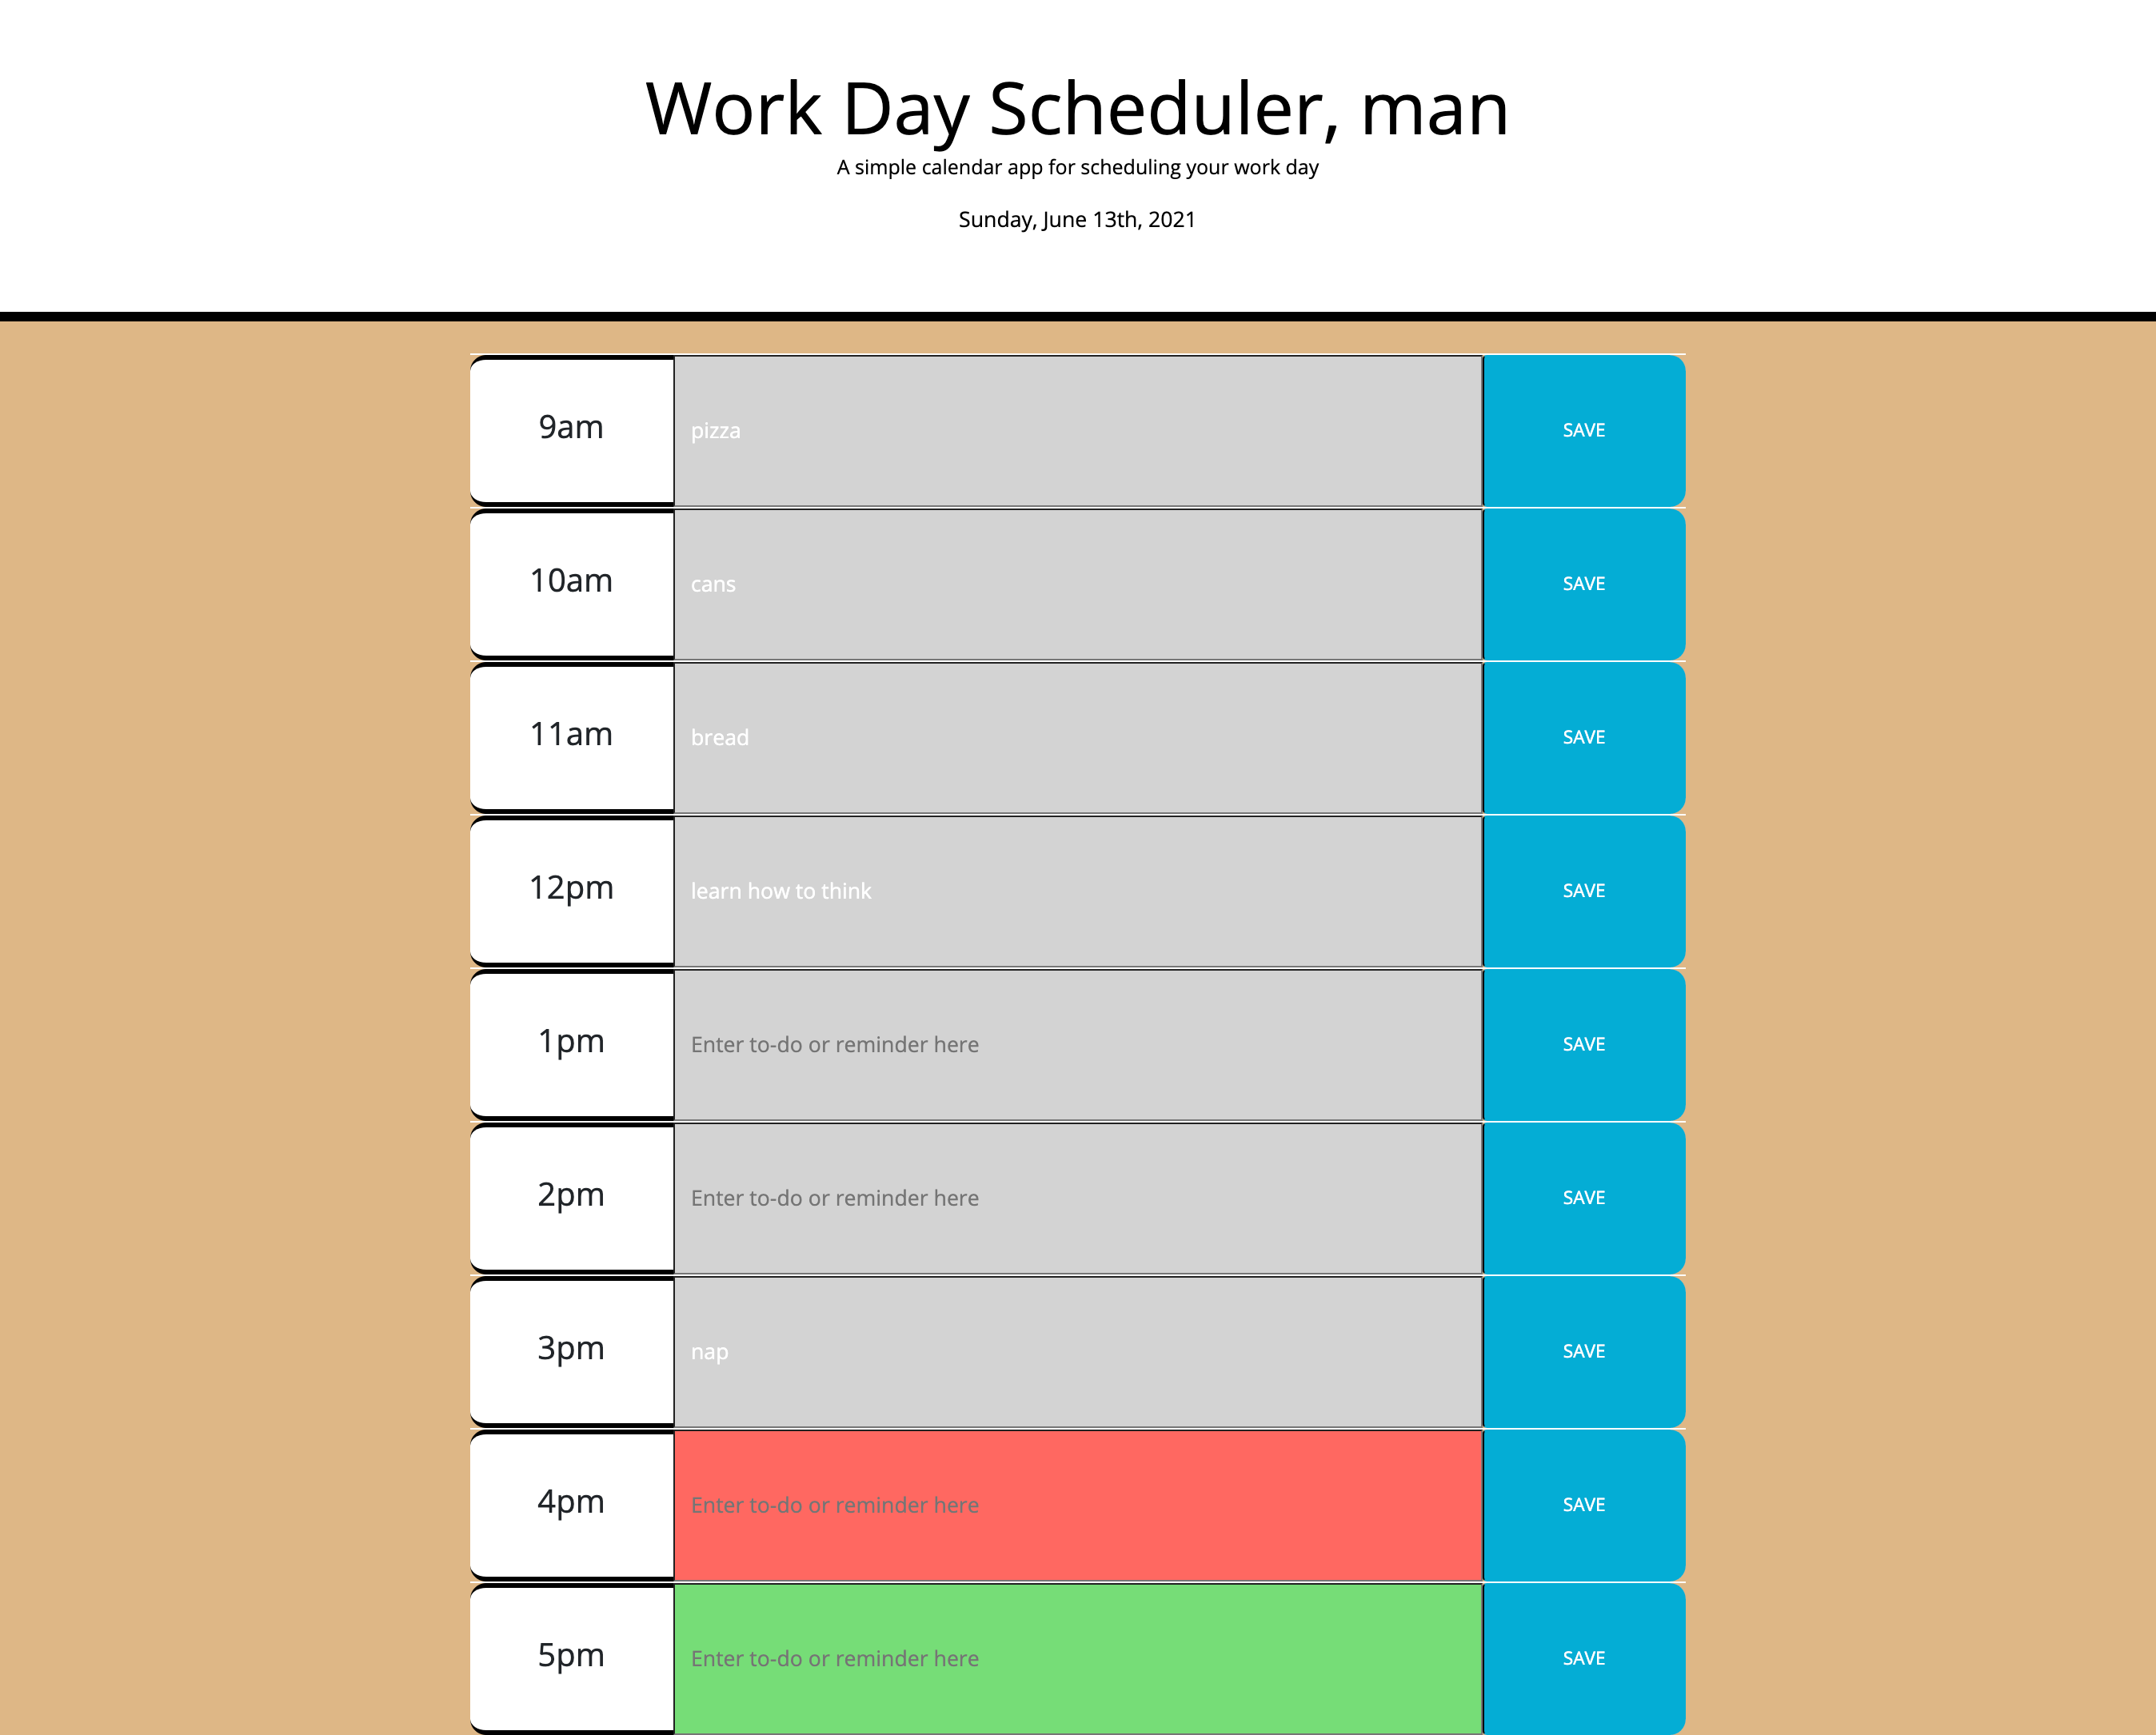 Work Day Scheduler, man
A simple calendar app for scheduling your work day
Sunday, June 13th, 2021
9am pizza SAVE
10am cans SAVE
11am bread SAVE
12pm learn how to think SAVE
1pm Enter to-do or reminder here SAVE
2pm Enter to-do or reminder here SAVE
3pm nap SAVE
4pm Enter to-do or reminder here SAVE
5pm Enter to-do or reminder here SAVE